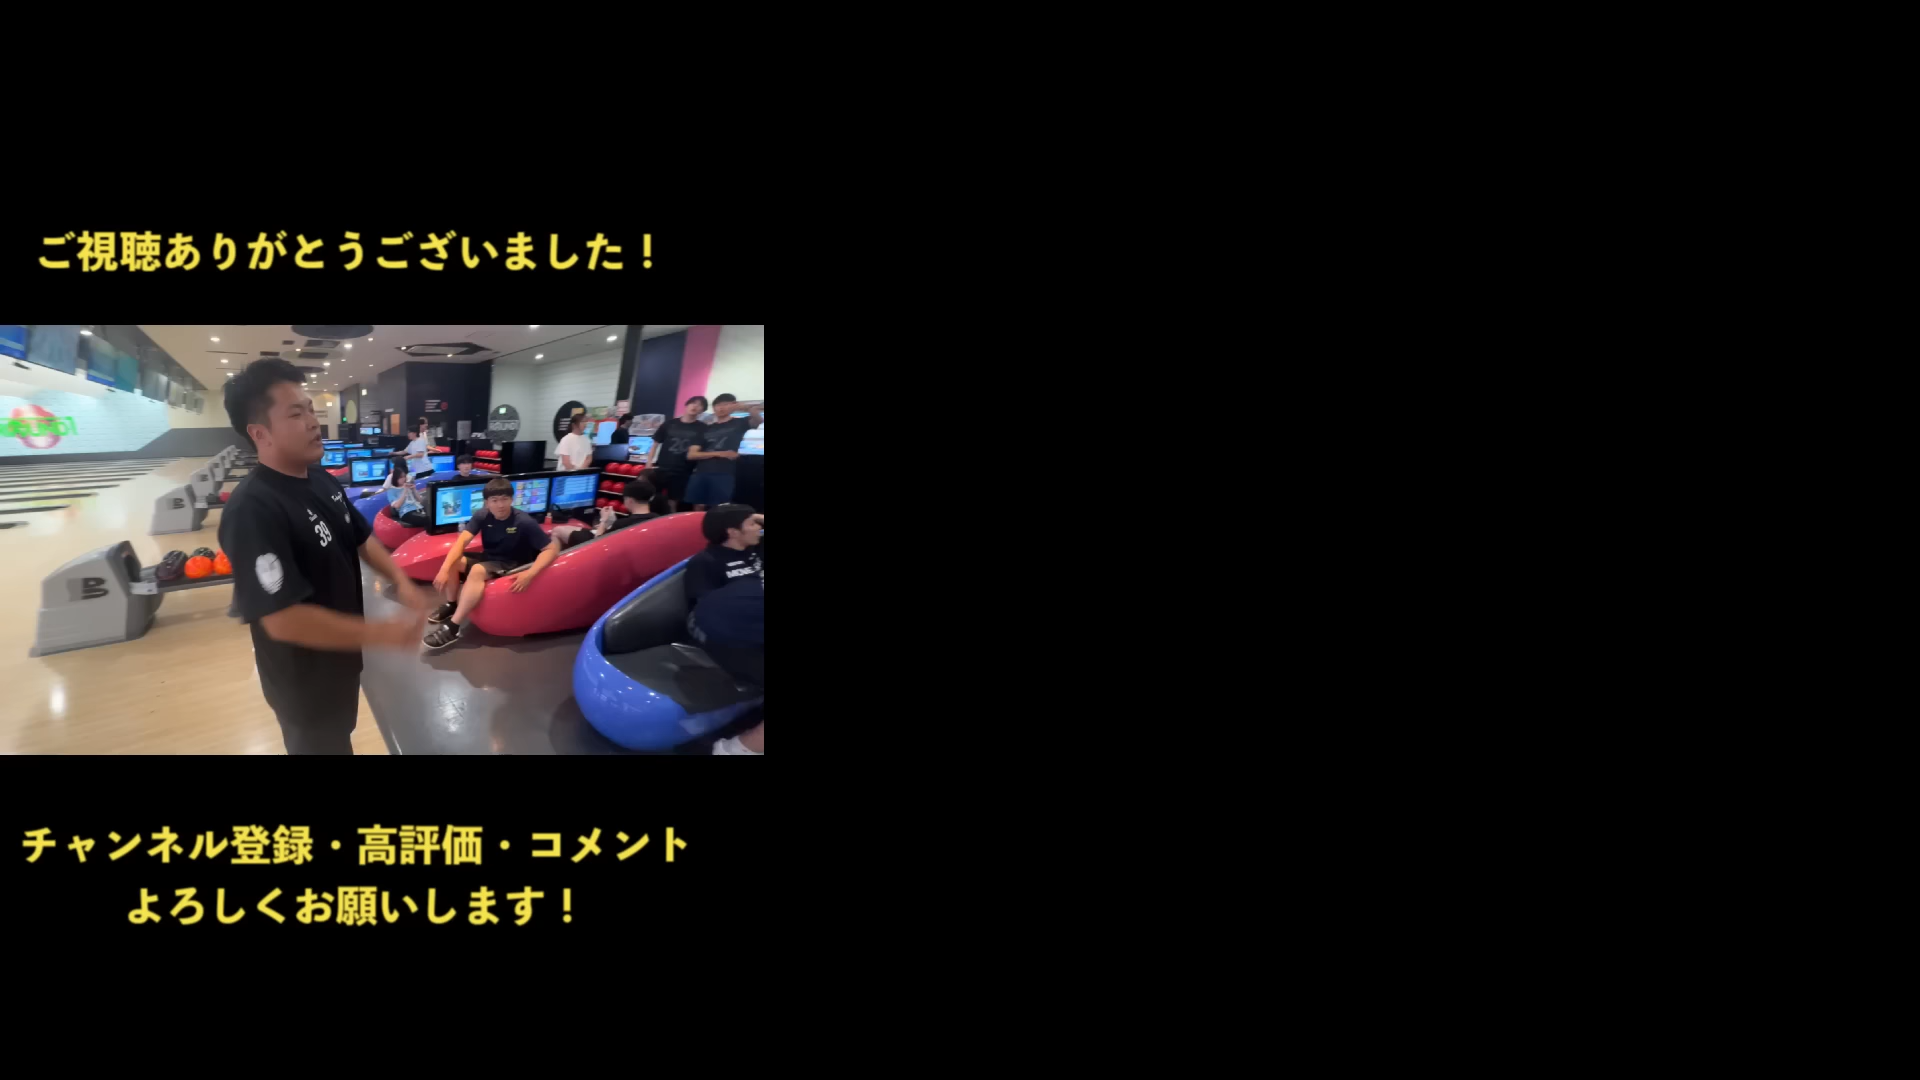 ご視聴ありがとうございました！
ROUND1
39
B
チャンネル登録・高評価・コメント
よろしくお願いします！